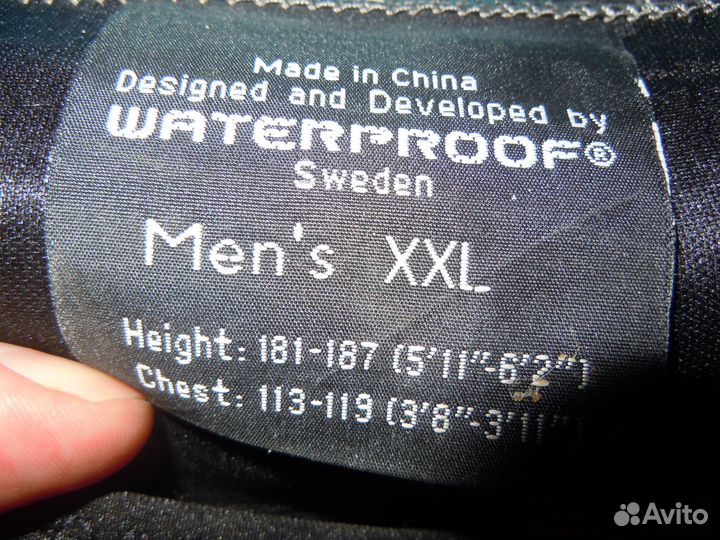 Made in China
Designed and Developed by
WATERPROOF®
Sweden
Men's XXL
Height: 181-187 (5'11"-6'2")
Chest: 113-119 (3'8"-3'11")
Avito